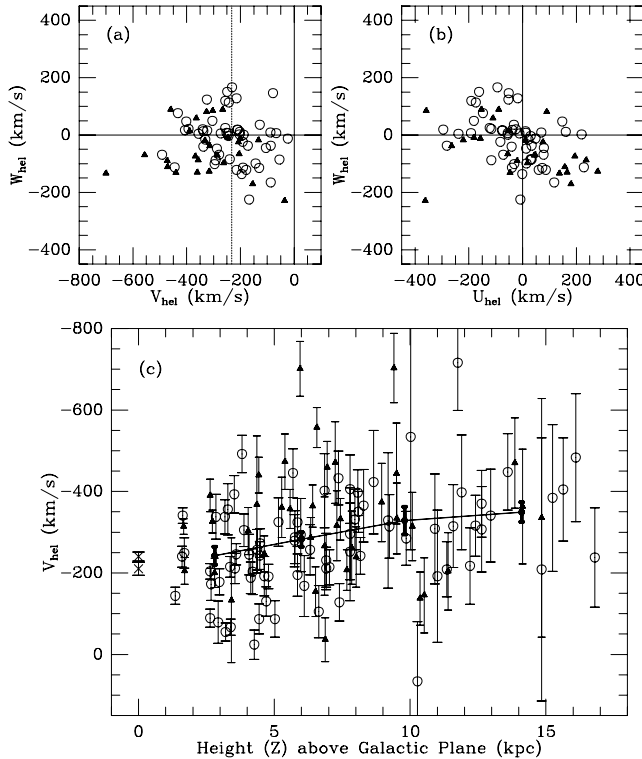 (a)
(b)
400
200
0
−200
−400
W_hel (km/s)
−800 −600 −400 −200 0
V_hel (km/s)
400
200
0
−200
−400
W_hel (km/s)
−400 −200 0 200 400
U_hel (km/s)
(c)
−800
−600
−400
−200
0
V_hel (km/s)
0 5 10 15
Height (Z) above Galactic Plane (kpc)